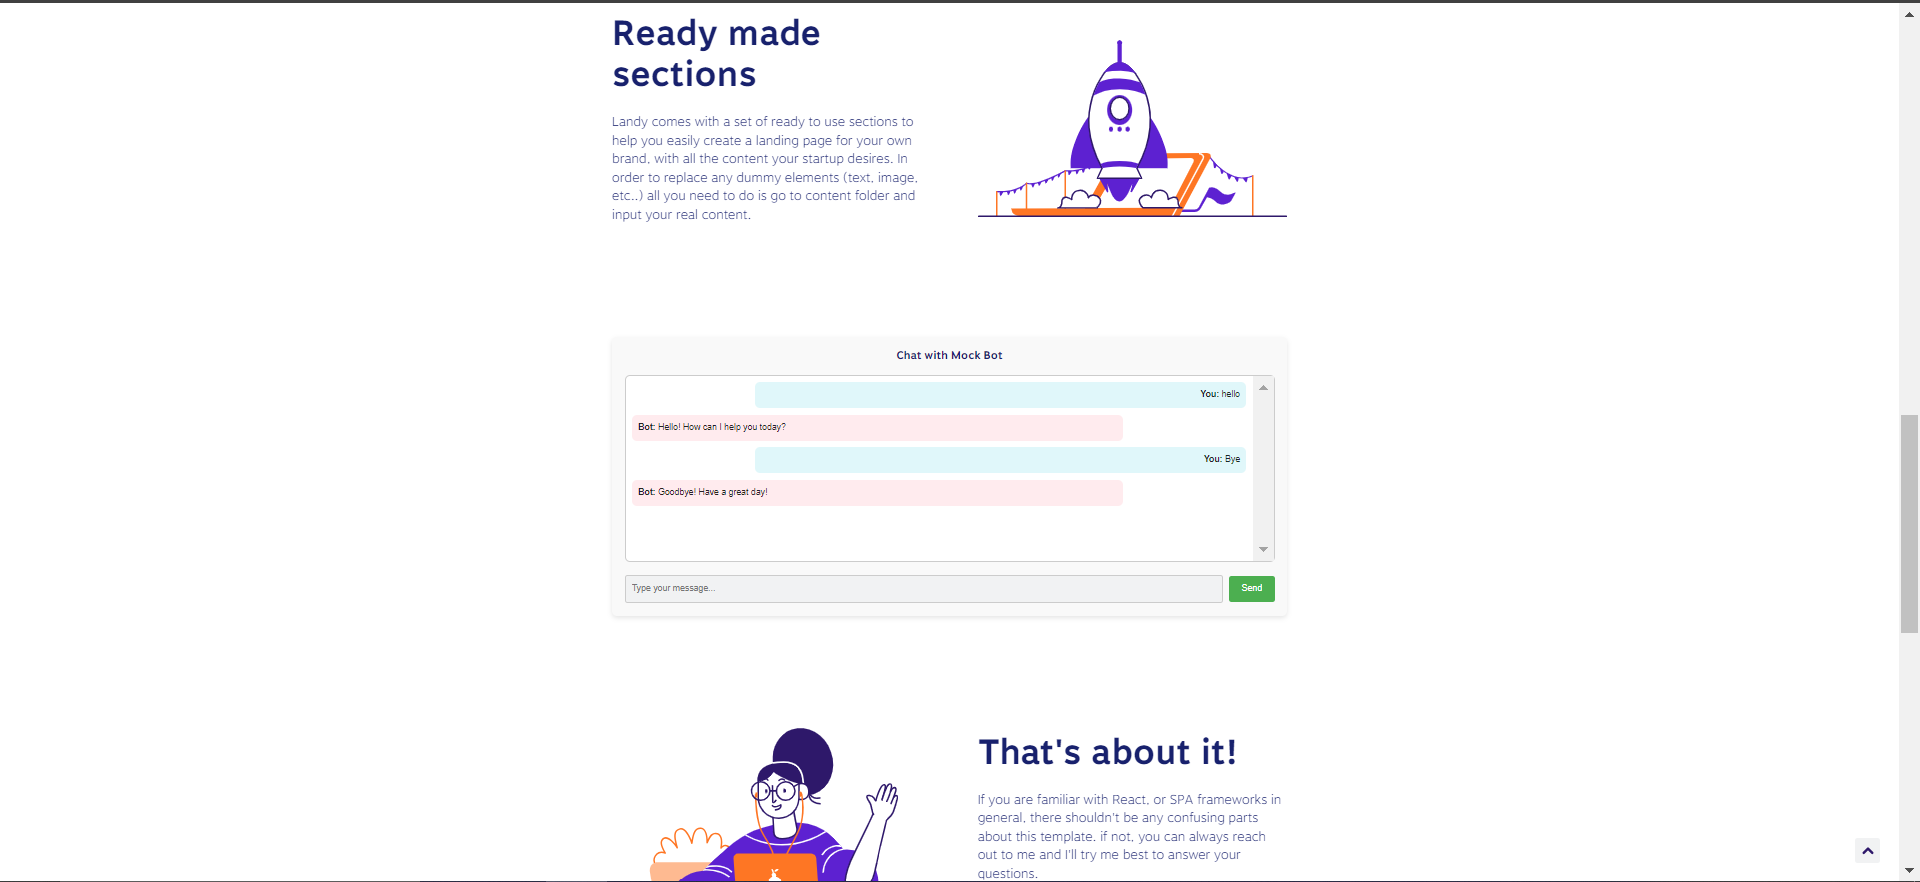 Ready made
sections
Landy comes with a set of ready to use sections to
help you easily create a landing page for your own
brand, with all the content your startup desires. In
order to replace any dummy elements (text, image,
etc..) all you need to do is go to content folder and
input your real content.
Chat with Mock Bot
You: hello
Bot: Hello! How can I help you today?
You: Bye
Bot: Goodbye! Have a great day!
Type your message...
Send
That's about it!
If you are familiar with React, or SPA frameworks in
general, there shouldn't be any confusing parts
about this template. if not, you can always reach
out to me and I'll try me best to answer your
questions.